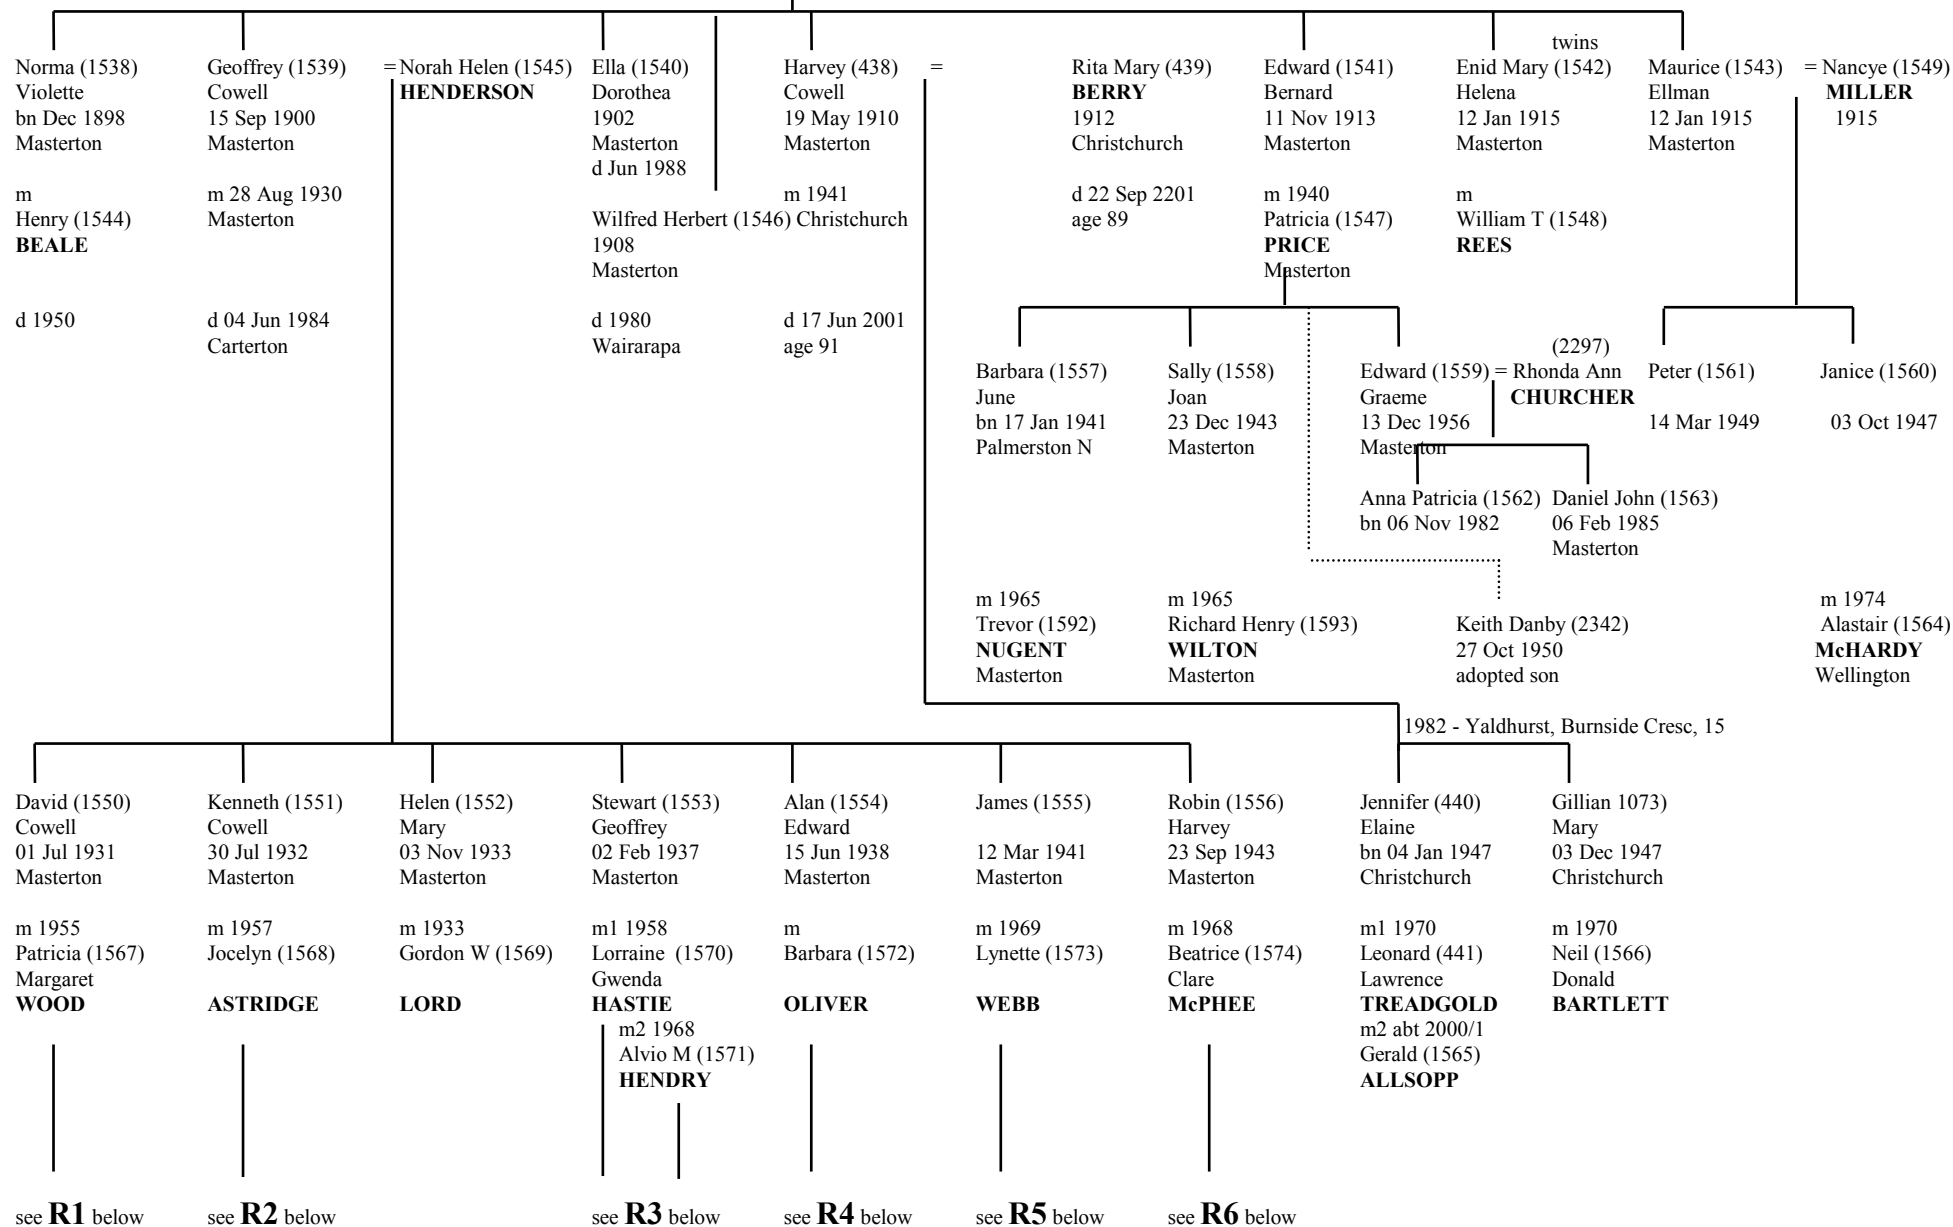 twins
Norma (1538) Geoffrey (1539) = Norah Helen (1545) Ella (1540) Harvey (438) = Rita Mary (439) Edward (1541) Enid Mary (1542) Maurice (1543) = Nancye (1549)
Violette Cowell HENDERSON Dorothea Cowell BERRY Bernard Helena Ellman MILLER
bn Dec 1898 15 Sep 1900 1902 19 May 1910 1912 11 Nov 1913 12 Jan 1915 12 Jan 1915 1915
Masterton Masterton Masterton Masterton Christchurch Masterton Masterton Masterton
d Jun 1988
m m 28 Aug 1930 m 1941 d 22 Sep 2201 m 1940 m
Henry (1544) Masterton Wilfred Herbert (1546) Christchurch age 89 Patricia (1547) William T (1548)
BEALE 1908 PRICE REES
Masterton Masterton
d 1950 d 04 Jun 1984 d 1980 d 17 Jun 2001
Carterton Wairarapa age 91 (2297)
Barbara (1557) Sally (1558) Edward (1559) = Rhonda Ann Peter (1561) Janice (1560)
June Joan Graeme CHURCHER
bn 17 Jan 1941 23 Dec 1943 13 Dec 1956 14 Mar 1949 03 Oct 1947
Palmerston N Masterton Masterton
Anna Patricia (1562) Daniel John (1563)
bn 06 Nov 1982 06 Feb 1985
Masterton
m 1965 m 1965 m 1974
Trevor (1592) Richard Henry (1593) Keith Danby (2342) Alastair (1564)
NUGENT WILTON 27 Oct 1950 McHARDY
Masterton Masterton adopted son Wellington
1982 - Yaldhurst, Burnside Cresc, 15
David (1550) Kenneth (1551) Helen (1552) Stewart (1553) Alan (1554) James (1555) Robin (1556) Jennifer (440) Gillian 1073)
Cowell Cowell Mary Geoffrey Edward Harvey Elaine Mary
01 Jul 1931 30 Jul 1932 03 Nov 1933 02 Feb 1937 15 Jun 1938 12 Mar 1941 23 Sep 1943 bn 04 Jan 1947 03 Dec 1947
Masterton Masterton Masterton Masterton Masterton Masterton Masterton Christchurch Christchurch
m 1955 m 1957 m 1933 m1 1958 m m 1969 m 1968 m1 1970 m 1970
Patricia (1567) Jocelyn (1568) Gordon W (1569) Lorraine (1570) Barbara (1572) Lynette (1573) Beatrice (1574) Leonard (441) Neil (1566)
Margaret Gwenda Clare Lawrence Donald
WOOD ASTRIDGE LORD HASTIE OLIVER WEBB McPHEE TREADGOLD BARTLETT
m2 1968 m2 abt 2000/1
Alvio M (1571) Gerald (1565)
HENDRY ALLSOPP
see R1 below see R2 below see R3 below see R4 below see R5 below see R6 below